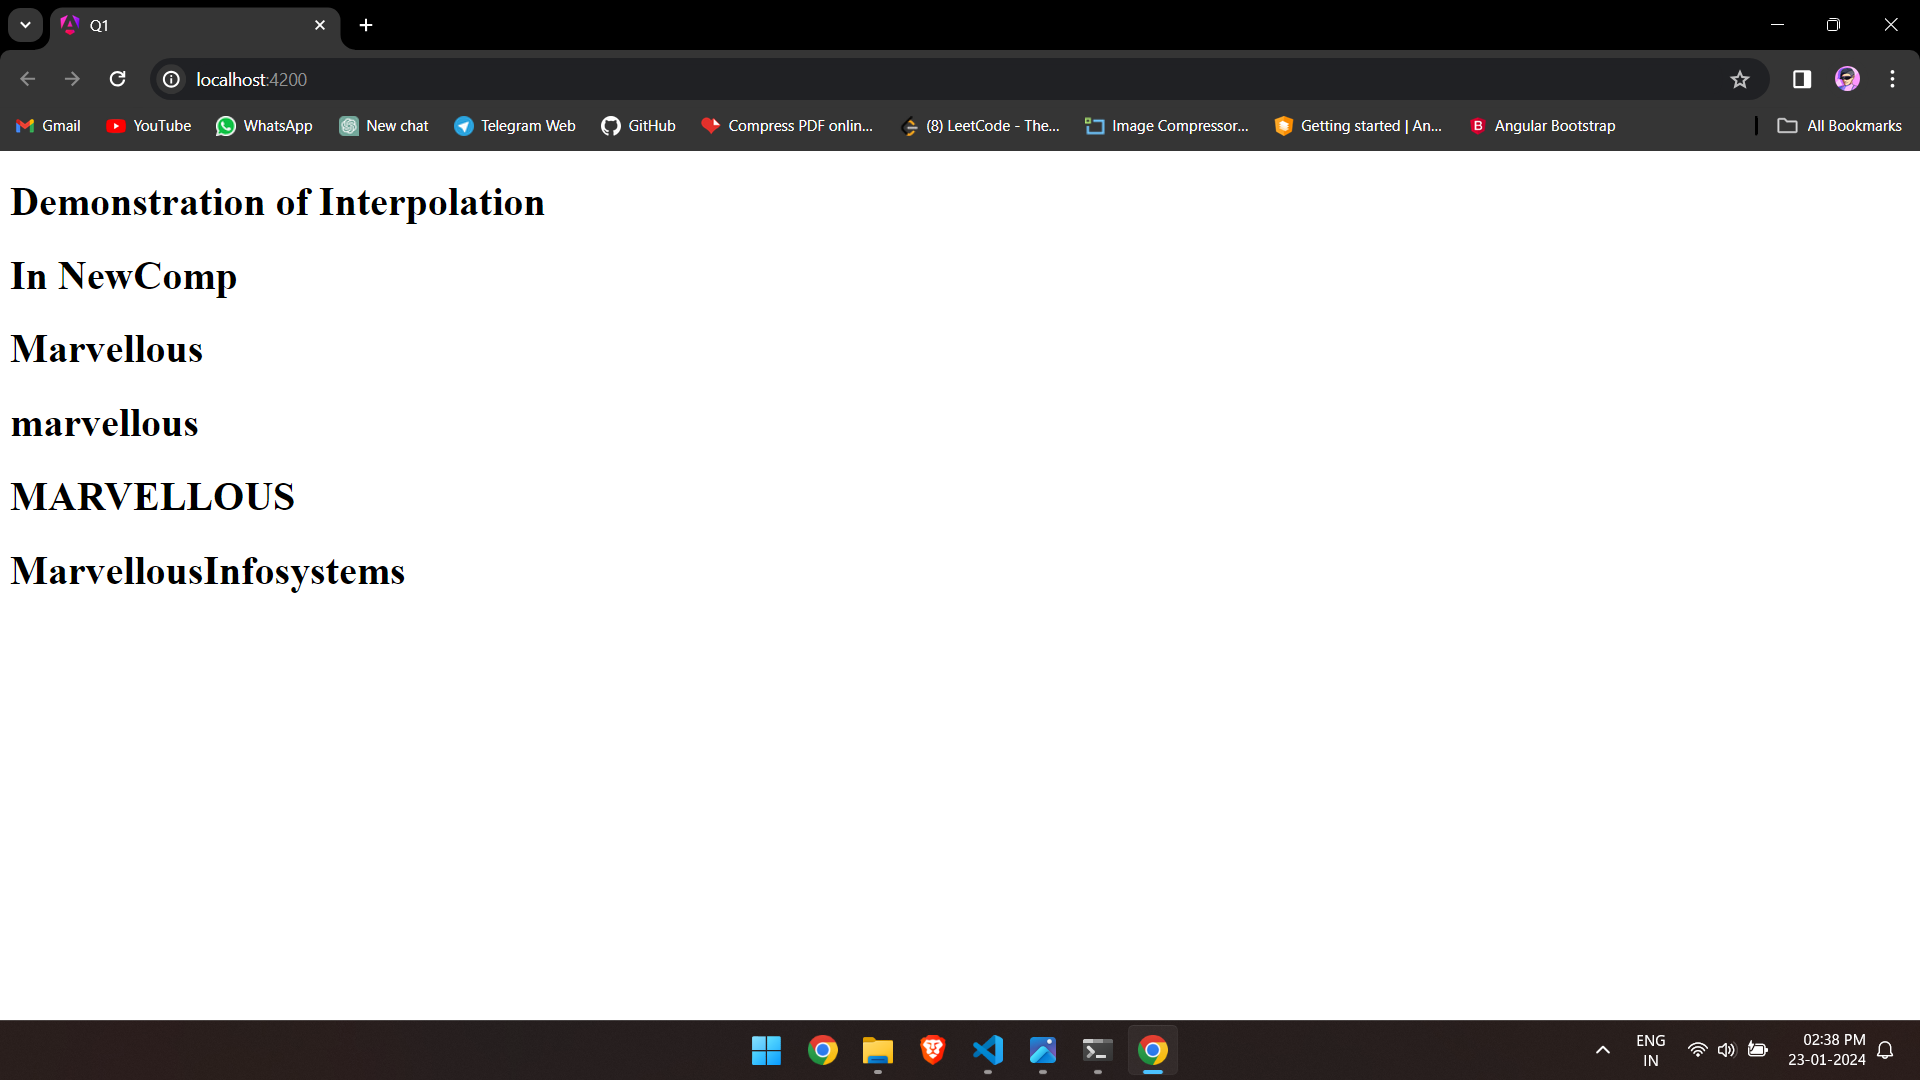 Q1
localhost:4200
Gmail YouTube WhatsApp New chat Telegram Web GitHub Compress PDF onlin... (8) LeetCode - The... Image Compressor... Getting started | An... Angular Bootstrap All Bookmarks
Demonstration of Interpolation
In NewComp
Marvellous
marvellous
MARVELLOUS
MarvellousInfosystems
ENG 02:38 PM
IN 23-01-2024